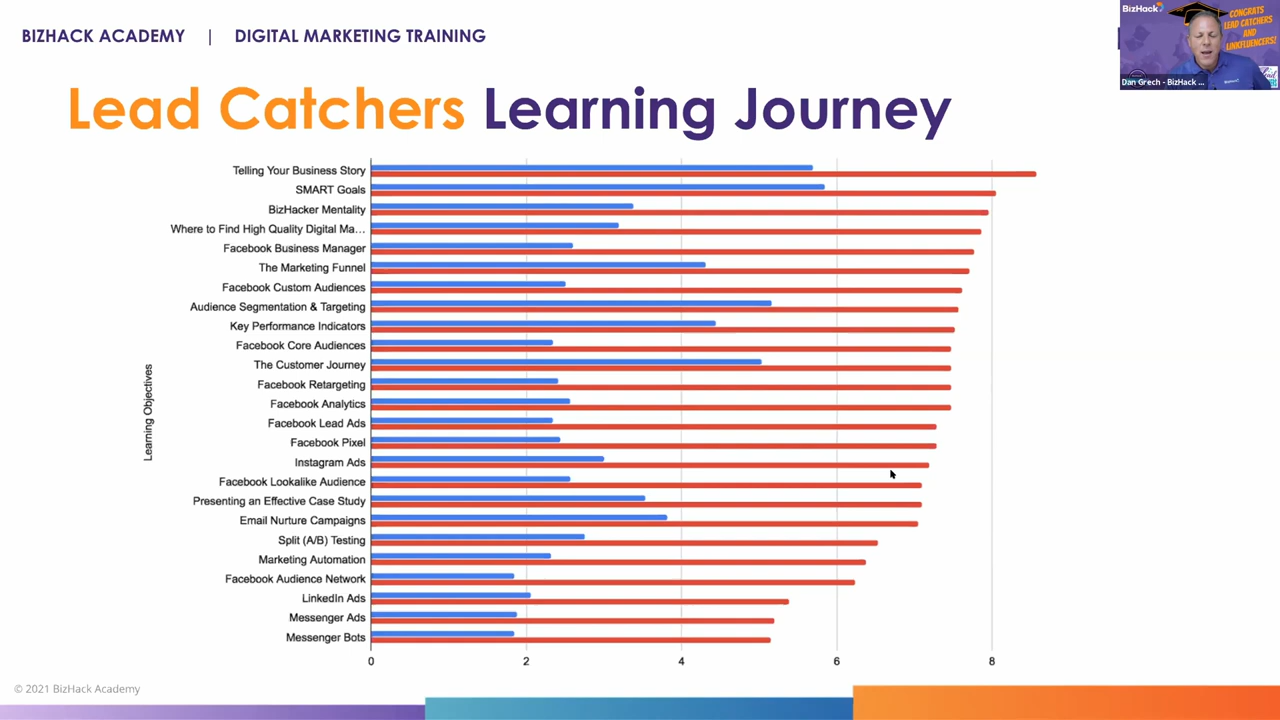 BIZHACK ACADEMY | DIGITAL MARKETING TRAINING
BizHack
CONGRATS
LEAD CATCHERS
AND
LINKFLUENCERS!
Dan Grech - BizHack ...
Lead Catchers Learning Journey
Learning Objectives
Telling Your Business Story
SMART Goals
BizHacker Mentality
Where to Find High Quality Digital Ma…
Facebook Business Manager
The Marketing Funnel
Facebook Custom Audiences
Audience Segmentation & Targeting
Key Performance Indicators
Facebook Core Audiences
The Customer Journey
Facebook Retargeting
Facebook Analytics
Facebook Lead Ads
Facebook Pixel
Instagram Ads
Facebook Lookalike Audience
Presenting an Effective Case Study
Email Nurture Campaigns
Split (A/B) Testing
Marketing Automation
Facebook Audience Network
LinkedIn Ads
Messenger Ads
Messenger Bots
0 2 4 6 8
© 2021 BizHack Academy